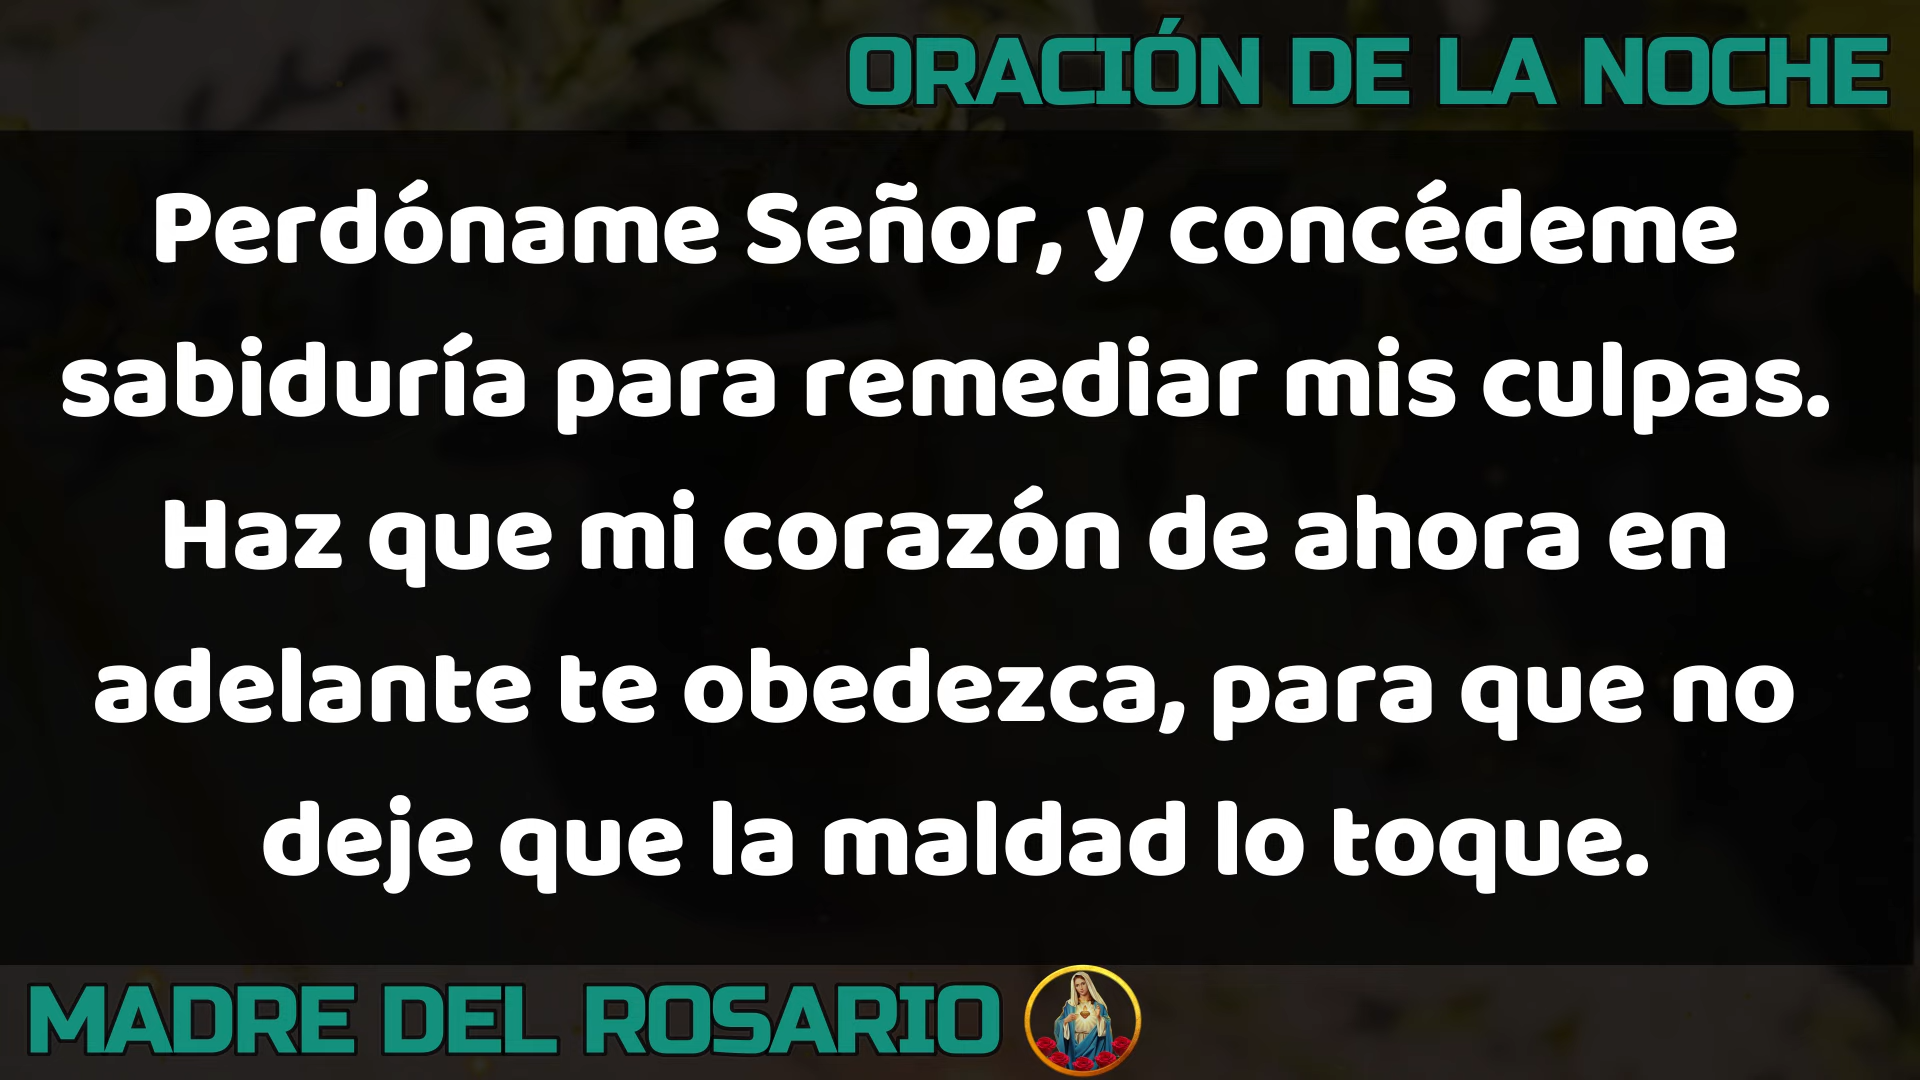 ORACIÓN DE LA NOCHE
Perdóname Señor, y concédeme
sabiduría para remediar mis culpas.
Haz que mi corazón de ahora en
adelante te obedezca, para que no
deje que la maldad lo toque.
MADRE DEL ROSARIO